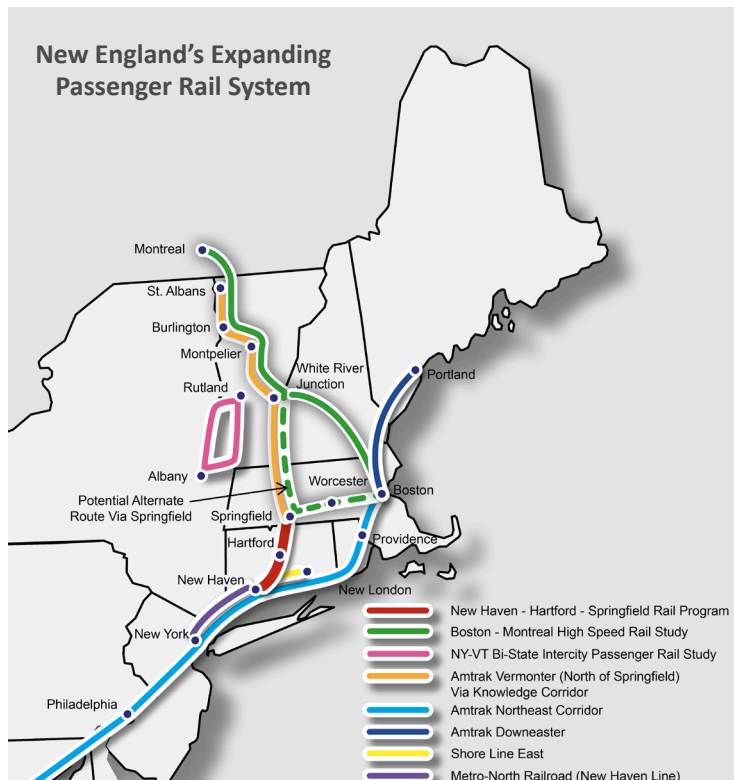 New England’s Expanding
Passenger Rail System
Montreal
St. Albans
Burlington
Montpelier
White River
Junction
Rutland
Portland
Albany
Worcester
Boston
Potential Alternate
Route Via Springfield
Springfield
Hartford
Providence
New Haven
New London
New York
Philadelphia
New Haven - Hartford - Springfield Rail Program
Boston - Montreal High Speed Rail Study
NY-VT Bi-State Intercity Passenger Rail Study
Amtrak Vermonter (North of Springfield)
Via Knowledge Corridor
Amtrak Northeast Corridor
Amtrak Downeaster
Shore Line East
Metro-North Railroad (New Haven Line)